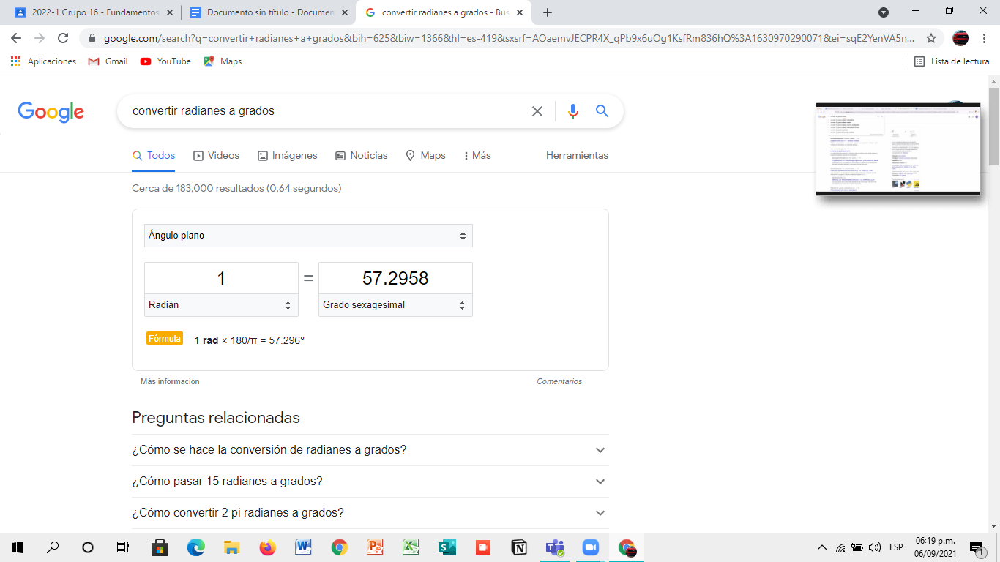 2022-1 Grupo 16 - Fundamentos
Documento sin título - Documen
convertir radianes a grados - Bus
google.com/search?q=convertir+radianes+a+grados&bih=625&biw=1366&hl=es-419&sxsrf=AOaemvJECPR4X_qPb9x6uOg1KsfRm836hQ%3A1630970290071&ei=sqE2YenVA5n...
Aplicaciones
Gmail
YouTube
Maps
Lista de lectura
Google
convertir radianes a grados
Todos
Videos
Imágenes
Noticias
Maps
Más
Herramientas
Cerca de 183,000 resultados (0.64 segundos)
Ángulo plano
1 = 57.2958
Radián
Grado sexagesimal
Fórmula 1 rad × 180/π = 57.296°
Más información
Comentarios
Preguntas relacionadas
¿Cómo se hace la conversión de radianes a grados?
¿Cómo pasar 15 radianes a grados?
¿Cómo convertir 2 pi radianes a grados?
ESP
06:19 p.m.
06/09/2021
1